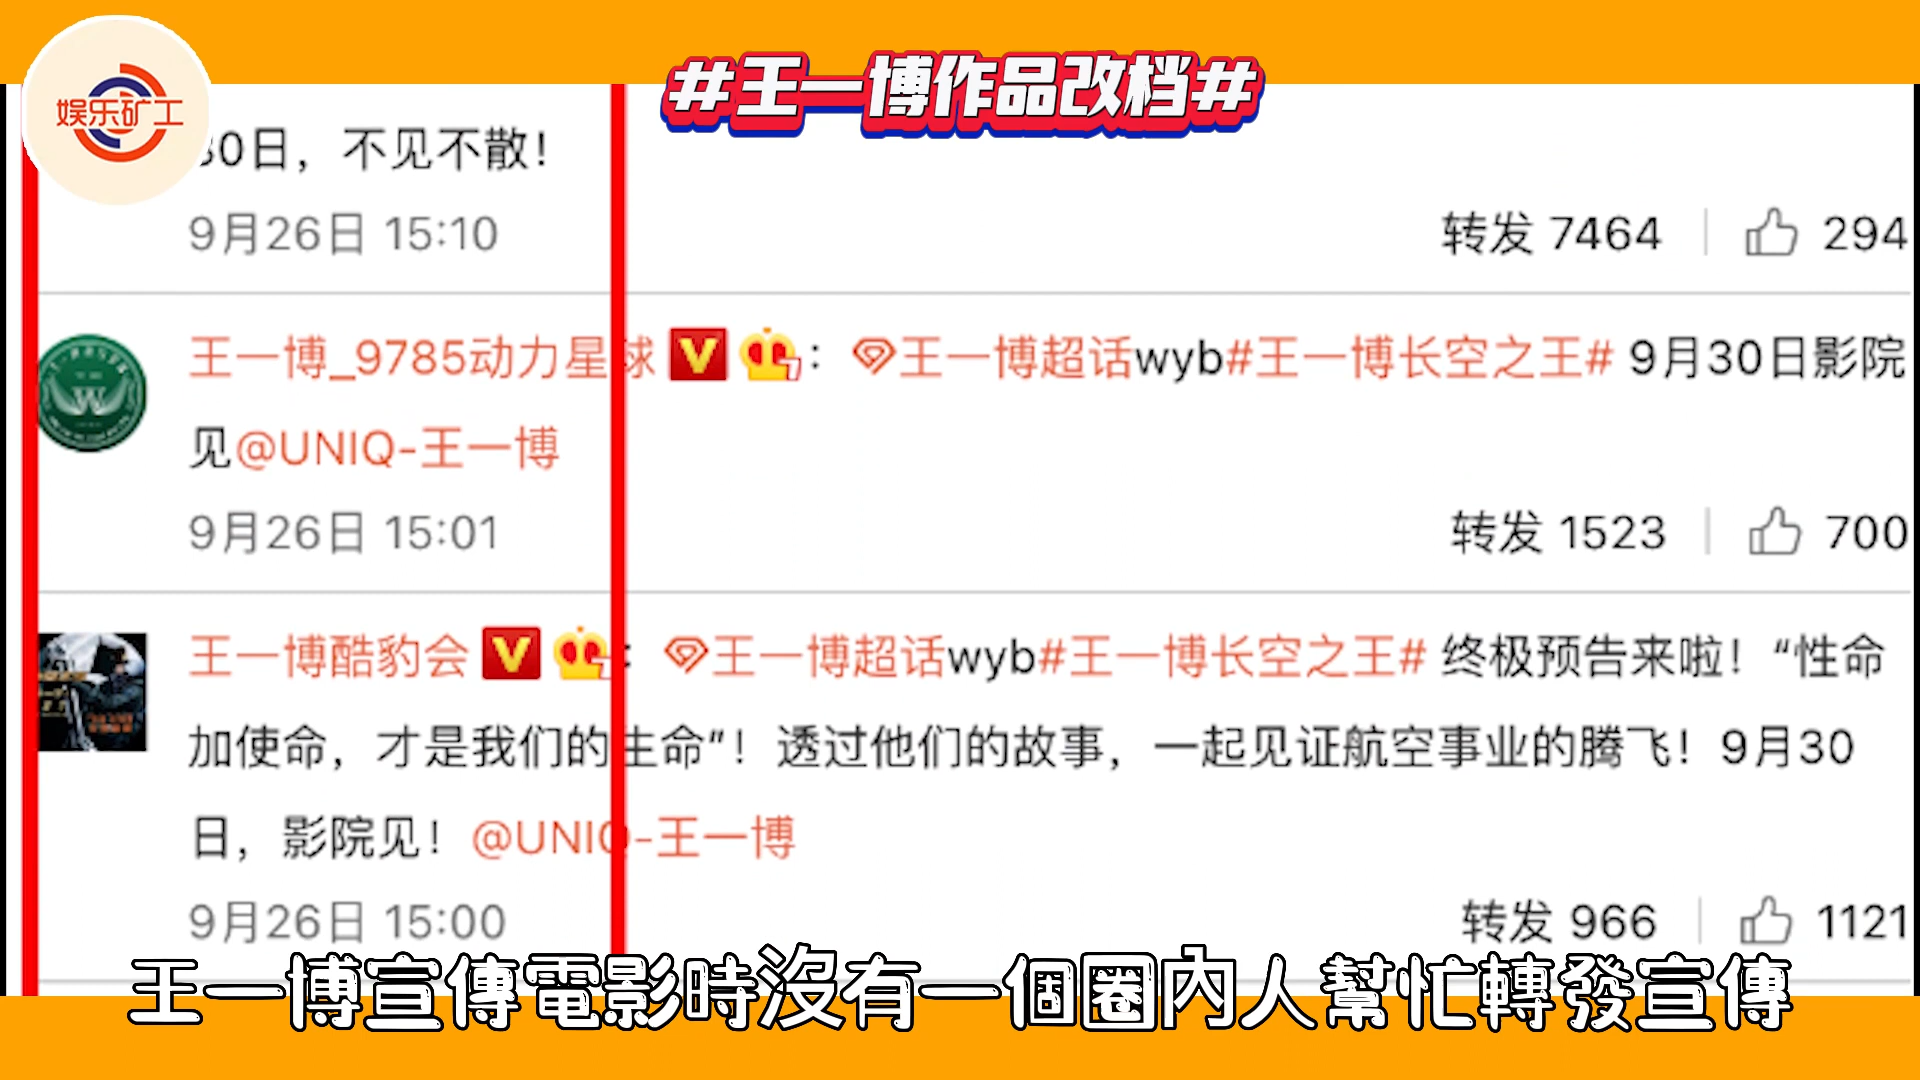 #王一博作品改档#
娱乐矿工
30日，不见不散！
9月26日 15:10
转发 7464
294
王一博_9785动力星球 V ： 王一博超话wyb#王一博长空之王# 9月30日影院
见@UNIQ-王一博
9月26日 15:01
转发 1523
700
王一博酷豹会 V ： 王一博超话wyb#王一博长空之王# 终极预告来啦！“性命
加使命，才是我们的生命”！透过他们的故事，一起见证航空事业的腾飞！9月30
日，影院见！@UNIQ-王一博
9月26日 15:00
转发 966
1121
王一博宣傳電影時沒有一個圈內人幫忙轉發宣傳